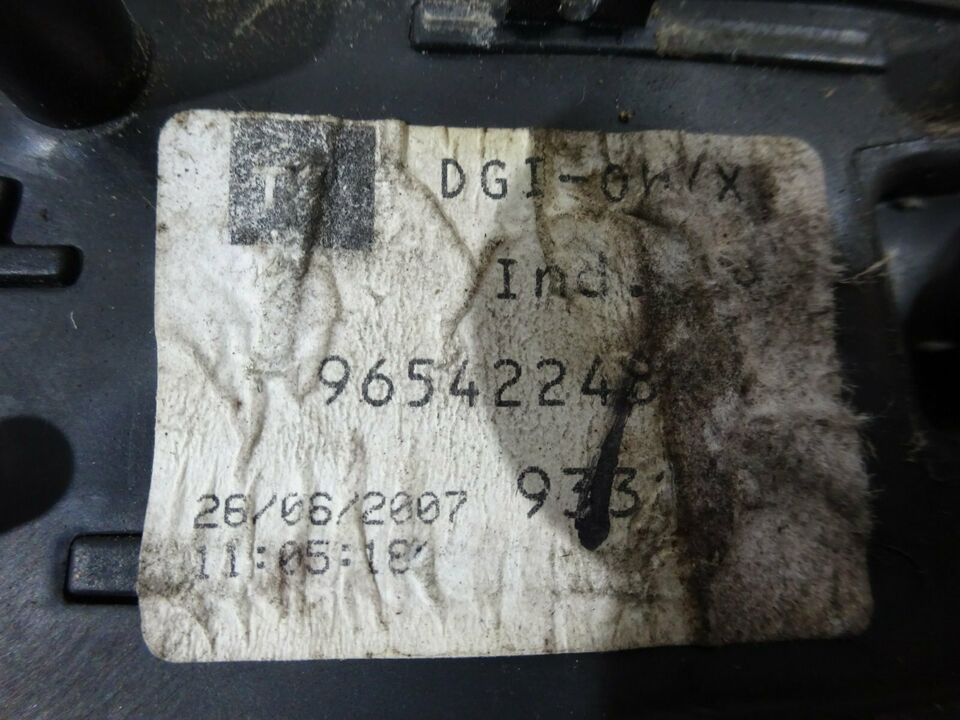 T
DGI-
Ind.
96542248
933
26/06/2007
11:05:18